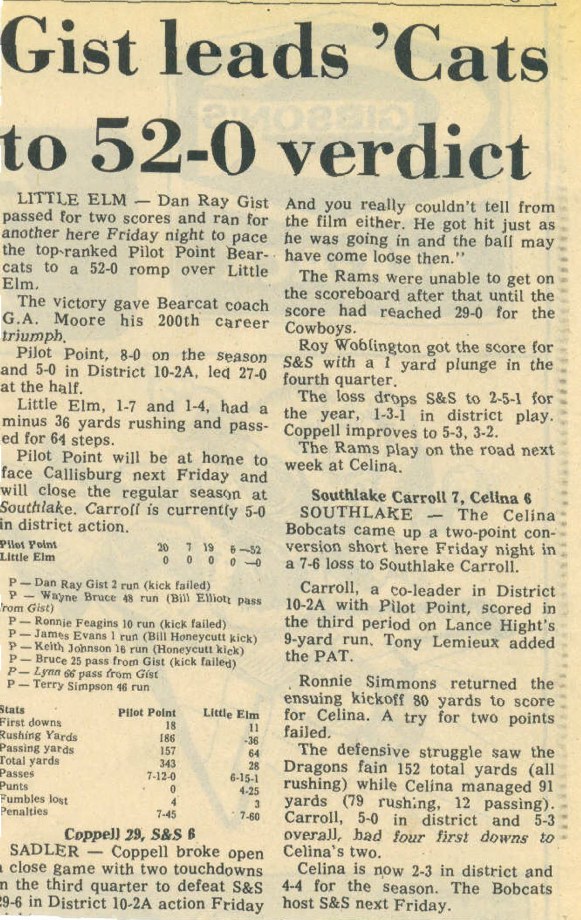 Gist leads 'Cats
to 52-0 verdict
LITTLE ELM — Dan Ray Gist
passed for two scores and ran for
another here Friday night to pace
the top-ranked Pilot Point Bear-
cats to a 52-0 romp over Little
Elm.
The victory gave Bearcat coach
G.A. Moore his 200th career
triumph.
Pilot Point, 8-0 on the season
and 5-0 in District 10-2A, led 27-0
at the half.
Little Elm, 1-7 and 1-4, had a
minus 36 yards rushing and pass-
ed for 64 steps.
Pilot Point will be at home to
face Callisburg next Friday and
will close the regular season at
Southlake. Carroll is currently 5-0
in district action.
Pilot Point 20 7 19 6 —52
Little Elm 0 0 0 0 —0
P — Dan Ray Gist 2 run (kick failed)
P — Wayne Bruce 48 run (Bill Elliott pass
from Gist)
P — Ronnie Feagins 10 run (kick failed)
P — James Evans 1 run (Bill Honeycutt kick)
P — Keith Johnson 16 run (Honeycutt kick)
P — Bruce 25 pass from Gist (kick failed)
P — Lynn 66 pass from Gist
P — Terry Simpson 46 run
Stats Pilot Point Little Elm
First downs 18 11
Rushing Yards 186 -36
Passing yards 157 64
Total yards 343 28
Passes 7-12-0 6-15-1
Punts 0 4-25
Fumbles lost 4 3
Penalties 7-45 7-60
Coppell 29, S&S 6
SADLER — Coppell broke open
a close game with two touchdowns
in the third quarter to defeat S&S
29-6 in District 10-2A action Friday
And you really couldn't tell from
the film either. He got hit just as
he was going in and the ball may
have come loose then."
The Rams were unable to get on
the scoreboard after that until the
score had reached 29-0 for the
Cowboys.
Roy Woblington got the score for
S&S with a 1 yard plunge in the
fourth quarter.
The loss drops S&S to 2-5-1 for
the year, 1-3-1 in district play.
Coppell improves to 5-3, 3-2.
The Rams play on the road next
week at Celina.
Southlake Carroll 7, Celina 6
SOUTHLAKE — The Celina
Bobcats came up a two-point con-
version short here Friday night in
a 7-6 loss to Southlake Carroll.
Carroll, a co-leader in District
10-2A with Pilot Point, scored in
the third period on Lance Hight's
9-yard run. Tony Lemieux added
the PAT.
Ronnie Simmons returned the
ensuing kickoff 80 yards to score
for Celina. A try for two points
failed.
The defensive struggle saw the
Dragons fain 152 total yards (all
rushing) while Celina managed 91
yards (79 rushing, 12 passing).
Carroll, 5-0 in district and 5-3
overall, had four first downs to
Celina's two.
Celina is now 2-3 in district and
4-4 for the season. The Bobcats
host S&S next Friday.